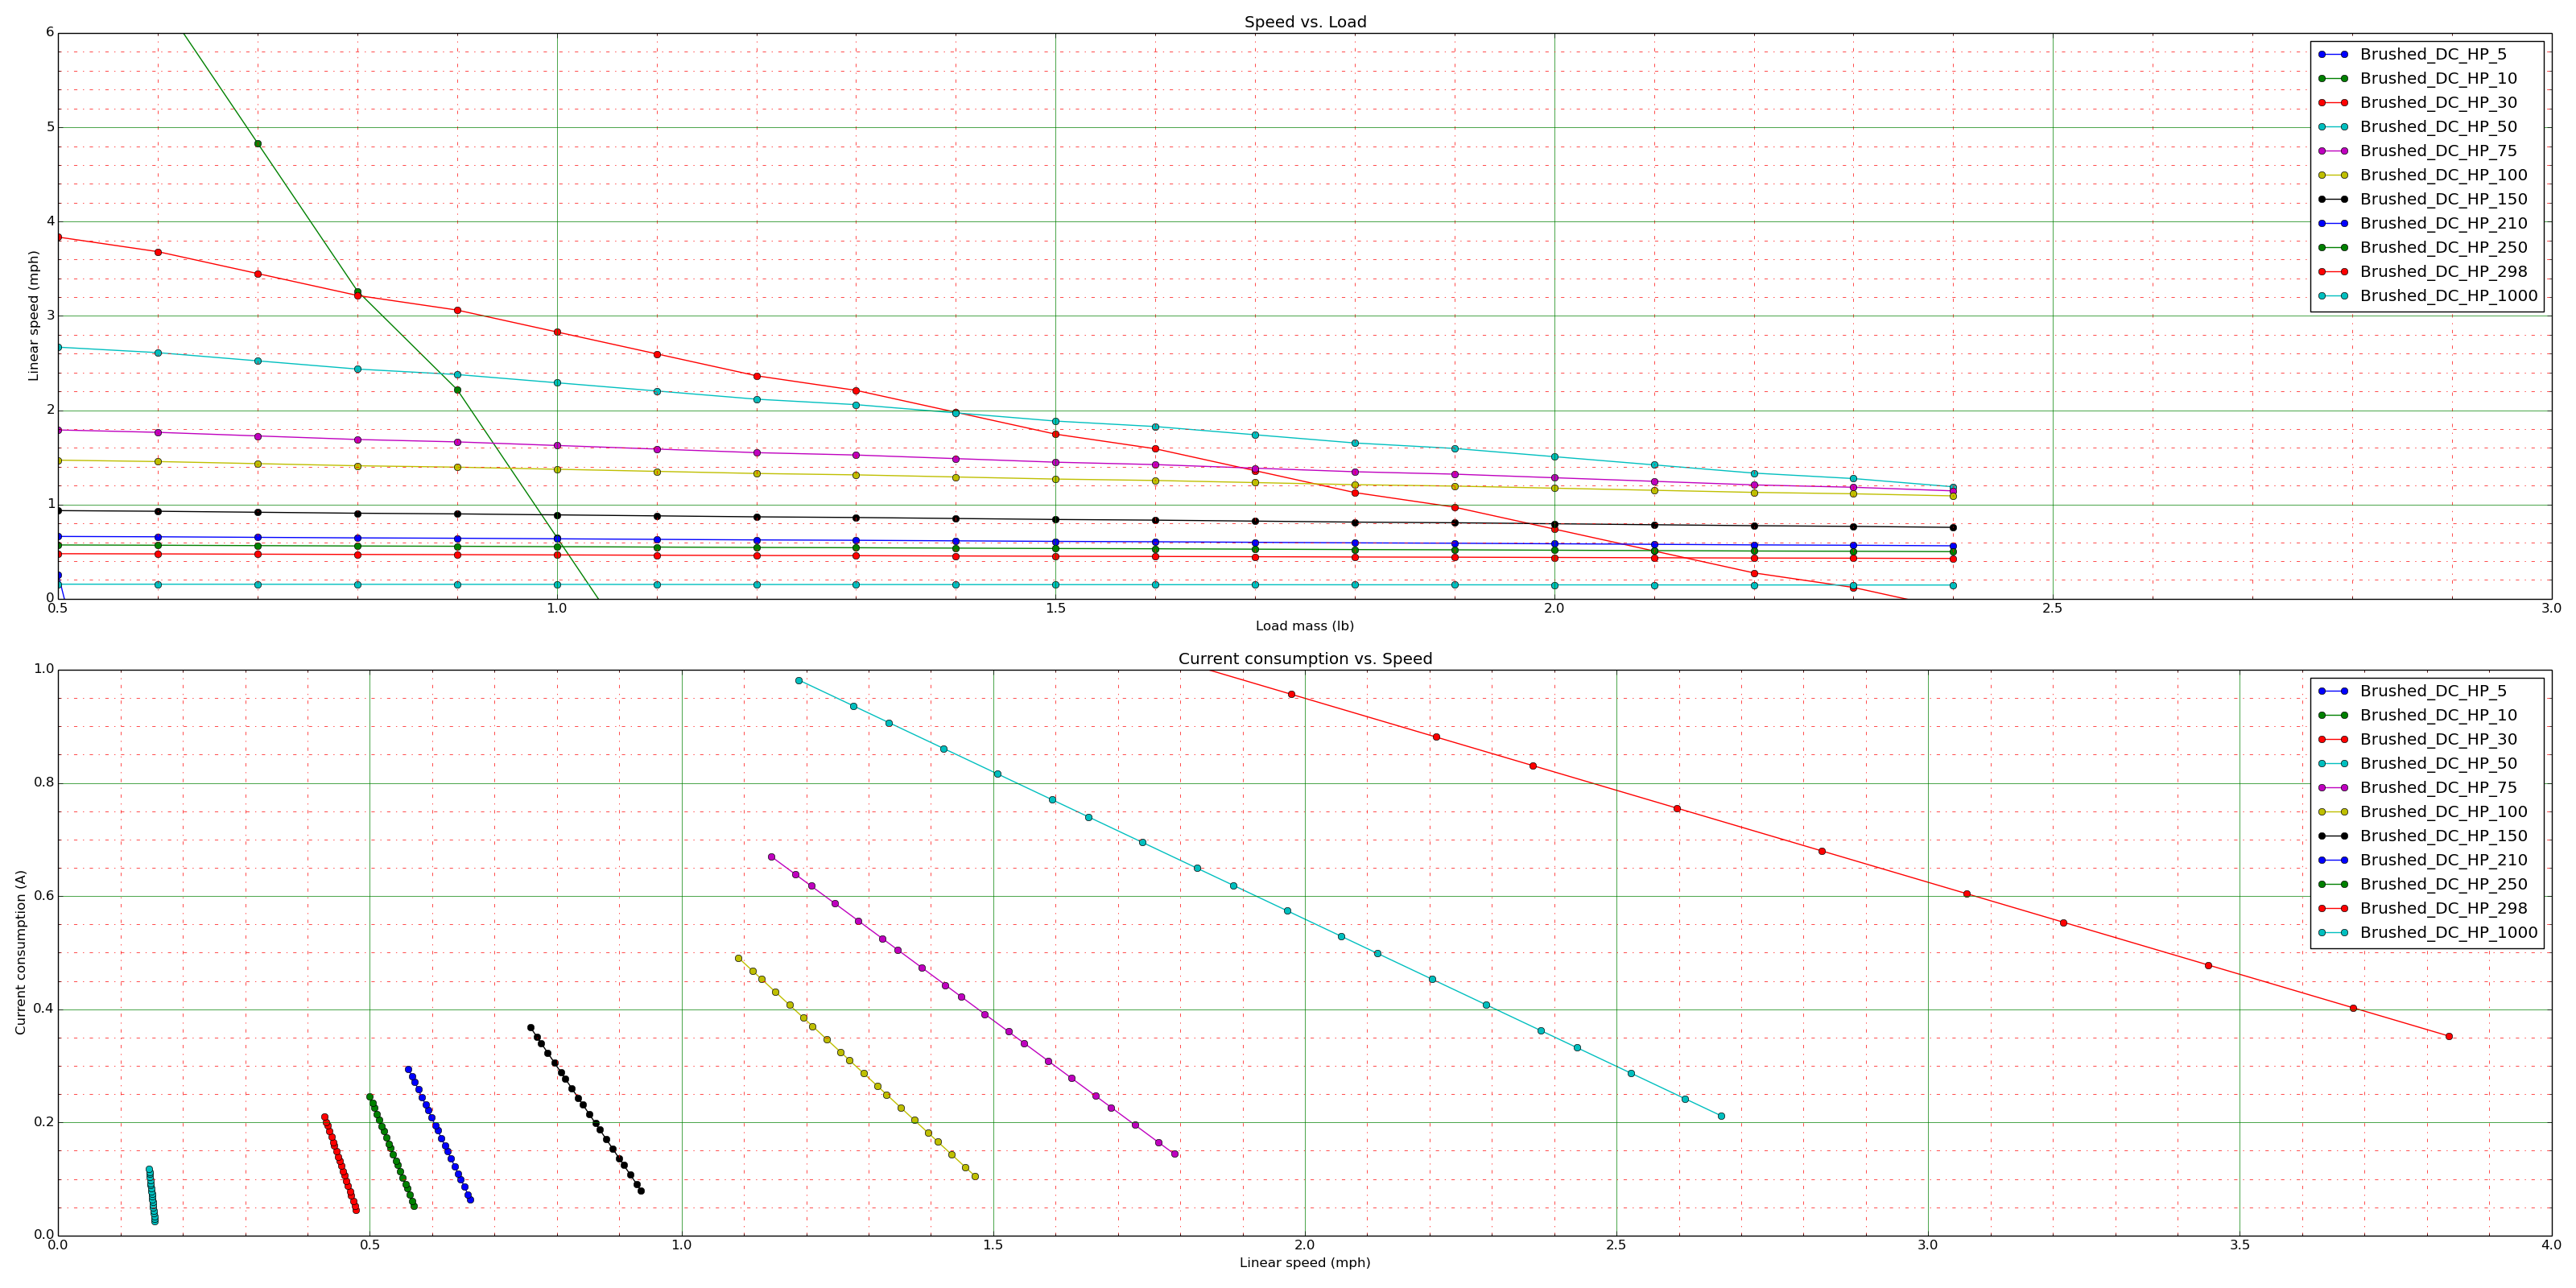 Speed vs. Load
6
5
4
3
2
1
0
Linear speed (mph)
Brushed_DC_HP_5
Brushed_DC_HP_10
Brushed_DC_HP_30
Brushed_DC_HP_50
Brushed_DC_HP_75
Brushed_DC_HP_100
Brushed_DC_HP_150
Brushed_DC_HP_210
Brushed_DC_HP_250
Brushed_DC_HP_298
Brushed_DC_HP_1000
0.5 1.0 1.5 2.0 2.5 3.0
Load mass (lb)
Current consumption vs. Speed
1.0
0.8
0.6
0.4
0.2
0.0
Current consumption (A)
Brushed_DC_HP_5
Brushed_DC_HP_10
Brushed_DC_HP_30
Brushed_DC_HP_50
Brushed_DC_HP_75
Brushed_DC_HP_100
Brushed_DC_HP_150
Brushed_DC_HP_210
Brushed_DC_HP_250
Brushed_DC_HP_298
Brushed_DC_HP_1000
0.0 0.5 1.0 1.5 2.0 2.5 3.0 3.5 4.0
Linear speed (mph)